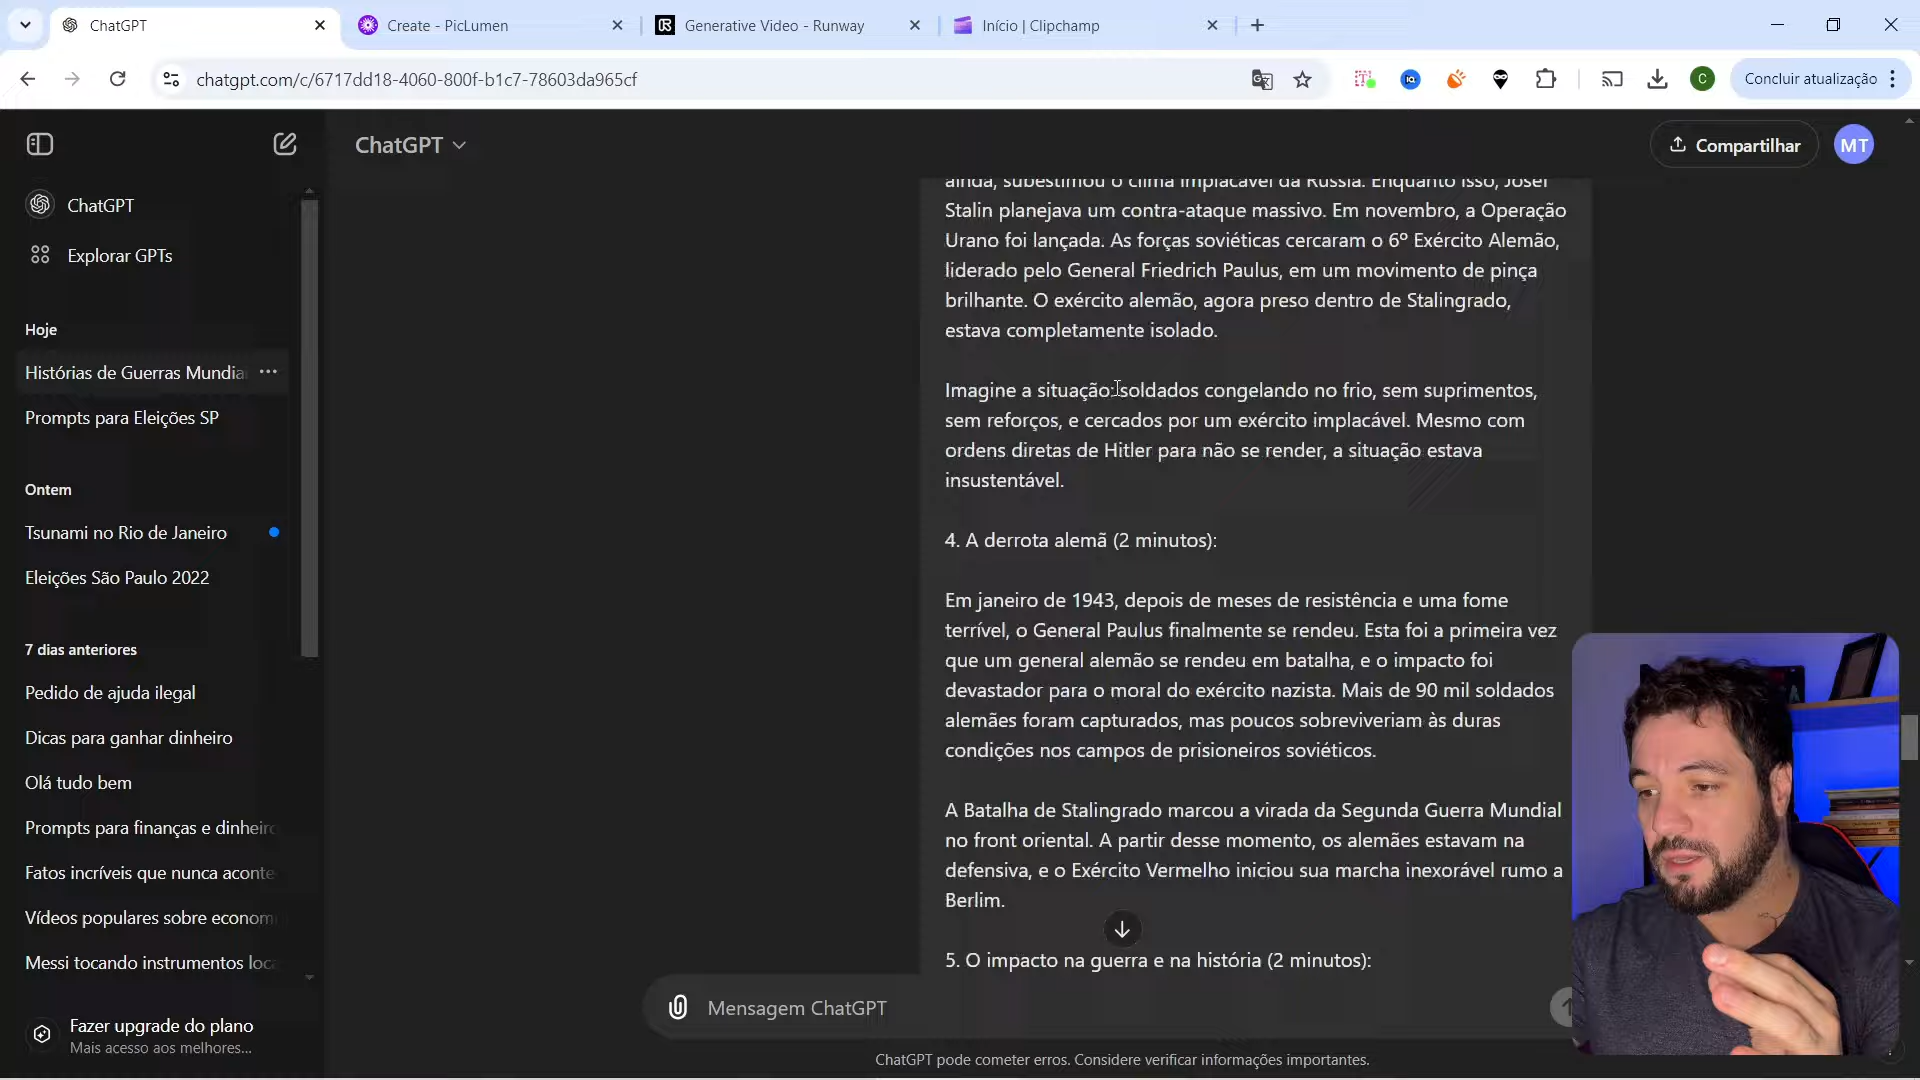 ChatGPT
Create - PicLumen
Generative Video - Runway
Início | Clipchamp
chatgpt.com/c/6717dd18-4060-800f-b1c7-78603da965cf
C
Concluir atualização
ChatGPT
Compartilhar
MT
ChatGPT
Explorar GPTs
Hoje
Histórias de Guerras Mundia
Prompts para Eleições SP
Ontem
Tsunami no Rio de Janeiro
Eleições São Paulo 2022
7 dias anteriores
Pedido de ajuda ilegal
Dicas para ganhar dinheiro
Olá tudo bem
Prompts para finanças e dinheiro
Fatos incríveis que nunca aconte
Vídeos populares sobre econom
Messi tocando instrumentos loca
Fazer upgrade do plano
Mais acesso aos melhores...
ainda, subestimou o clima implacável da Rússia. Enquanto isso, Josef
Stalin planejava um contra-ataque massivo. Em novembro, a Operação
Urano foi lançada. As forças soviéticas cercaram o 6º Exército Alemão,
liderado pelo General Friedrich Paulus, em um movimento de pinça
brilhante. O exército alemão, agora preso dentro de Stalingrado,
estava completamente isolado.
Imagine a situação: soldados congelando no frio, sem suprimentos,
sem reforços, e cercados por um exército implacável. Mesmo com
ordens diretas de Hitler para não se render, a situação estava
insustentável.
4. A derrota alemã (2 minutos):
Em janeiro de 1943, depois de meses de resistência e uma fome
terrível, o General Paulus finalmente se rendeu. Esta foi a primeira vez
que um general alemão se rendeu em batalha, e o impacto foi
devastador para o moral do exército nazista. Mais de 90 mil soldados
alemães foram capturados, mas poucos sobreviveriam às duras
condições nos campos de prisioneiros soviéticos.
A Batalha de Stalingrado marcou a virada da Segunda Guerra Mundial
no front oriental. A partir desse momento, os alemães estavam na
defensiva, e o Exército Vermelho iniciou sua marcha inexorável rumo a
Berlim.
5. O impacto na guerra e na história (2 minutos):
Mensagem ChatGPT
ChatGPT pode cometer erros. Considere verificar informações importantes.